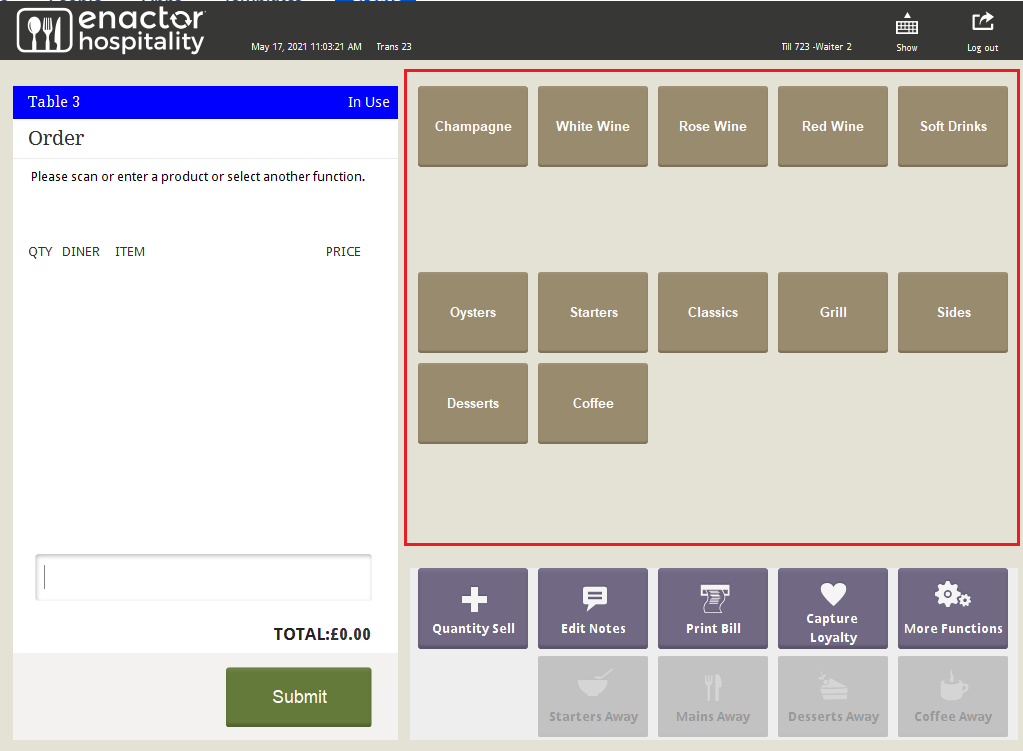 enactor
hospitality
May 17, 2021 11:03:21 AM Trans 23
Till 723 -Waiter 2
Show
Log out
Table 3 In Use
Order
Please scan or enter a product or select another function.
QTY DINER ITEM PRICE
TOTAL:£0.00
Submit
Champagne White Wine Rose Wine Red Wine Soft Drinks
Oysters Starters Classics Grill Sides
Desserts Coffee
Quantity Sell Edit Notes Print Bill Capture
Loyalty More Functions
Starters Away Mains Away Desserts Away Coffee Away